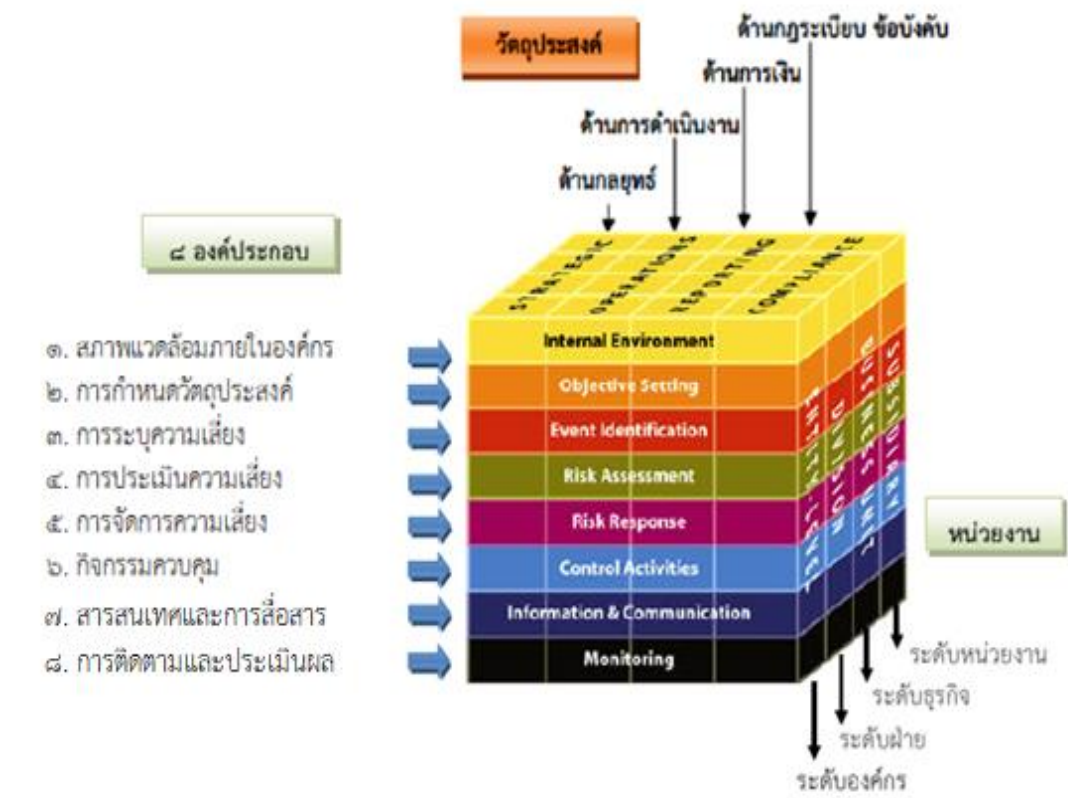 วัตถุประสงค์
ด้านกฎระเบียบ ข้อบังคับ
ด้านการเงิน
ด้านการดำเนินงาน
ด้านกลยุทธ์
๘ องค์ประกอบ
STRATEGIC
OPERATIONS
REPORTING
COMPLIANCE
๑. สภาพแวดล้อมภายในองค์กร
Internal Environment
๒. การกำหนดวัตถุประสงค์
Objective Setting
๓. การระบุความเสี่ยง
Event Identification
๔. การประเมินความเสี่ยง
Risk Assessment
๕. การจัดการความเสี่ยง
Risk Response
๖. กิจกรรมควบคุม
Control Activities
๗. สารสนเทศและการสื่อสาร
Information & Communication
๘. การติดตามและประเมินผล
Monitoring
ENTITY-LEVEL
DIVISION
BUSINESS UNIT
SUBSIDIARY
หน่วยงาน
ระดับหน่วยงาน
ระดับธุรกิจ
ระดับฝ่าย
ระดับองค์กร